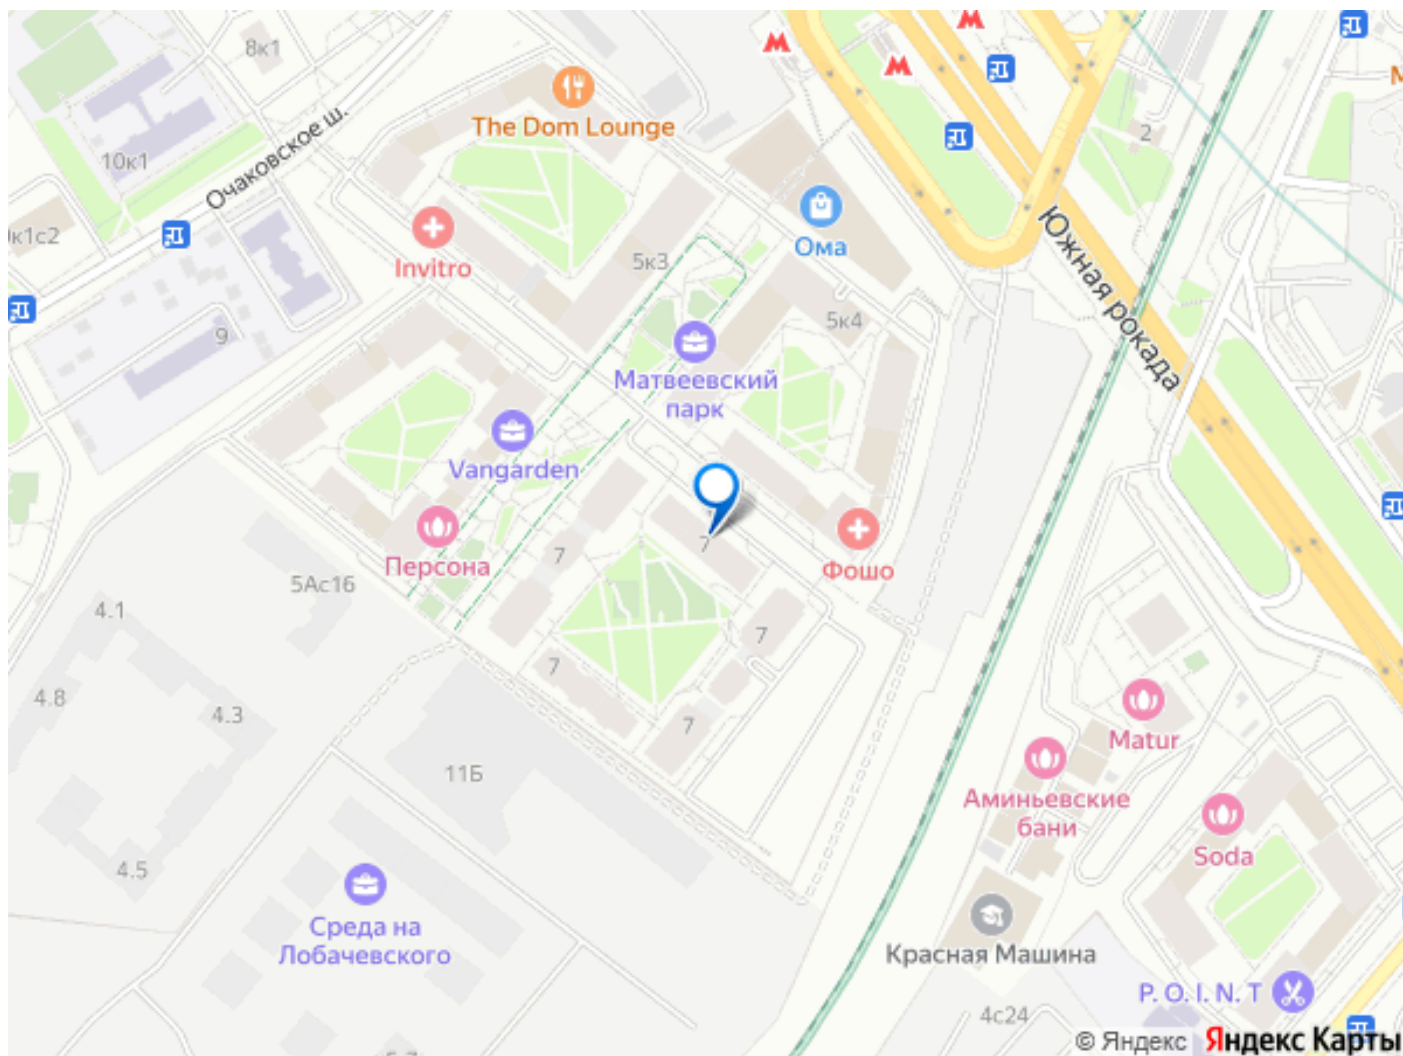 8к1
M
M
M
The Dom Lounge
2
10к1
Очаковское ш.
Ома
к1с2
Invitro
5к3
Южная рокада
5к4
9
Матвеевский
парк
Vangarden
7
Персона
7
Фошо
5Ас16
4.1
7
7
4.8
4.3
7
Matur
11Б
Аминьевские
бани
4.5
Soda
Среда на
Лобачевского
Красная Машина
P.O.I.N.T
4с24
© Яндекс Яндекс Карты